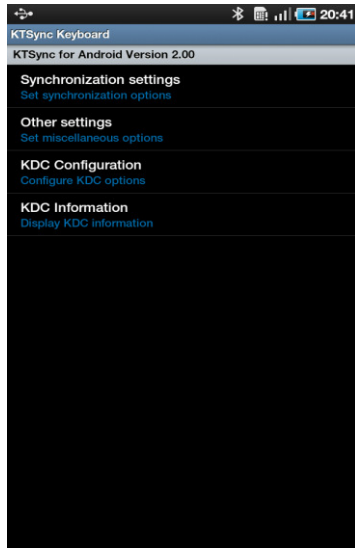 20:41
KTSync Keyboard
KTSync for Android Version 2.00
Synchronization settings
Set synchronization options
Other settings
Set miscellaneous options
KDC Configuration
Configure KDC options
KDC Information
Display KDC information